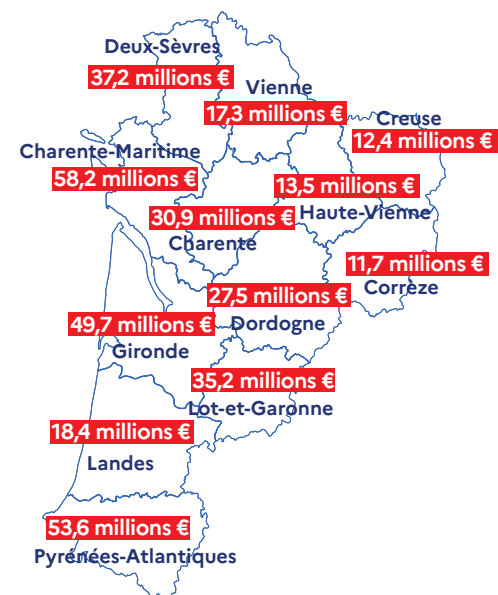 Deux-Sèvres
37,2 millions €
Vienne
17,3 millions €
Creuse
12,4 millions €
Charente-Maritime
58,2 millions €
13,5 millions €
Haute-Vienne
30,9 millions €
Charente
11,7 millions €
Corrèze
27,5 millions €
Dordogne
49,7 millions €
Gironde
35,2 millions €
Lot-et-Garonne
18,4 millions €
Landes
53,6 millions €
Pyrénées-Atlantiques